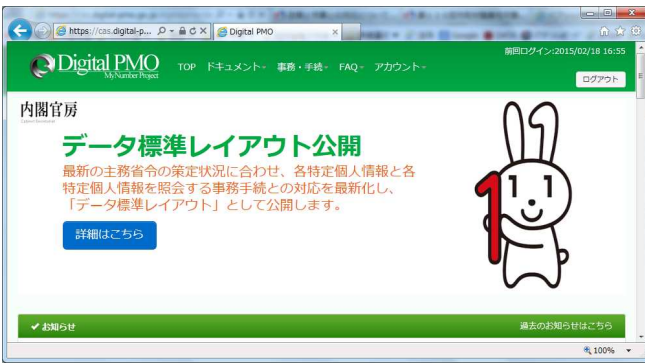 https://cas.digital-p...
Digital PMO
前回ログイン:2015/02/18 16:55
Digital PMO
MyNumber Project
TOP ドキュメント 事務・手続 FAQ アカウント
ログアウト
内閣官房
データ標準レイアウト公開
最新の主務省令の策定状況に合わせ、各特定個人情報と各
特定個人情報を照会する事務手続との対応を最新化し、
「データ標準レイアウト」として公開します。
詳細はこちら
1
1.1
お知らせ
過去のお知らせはこちら
100%